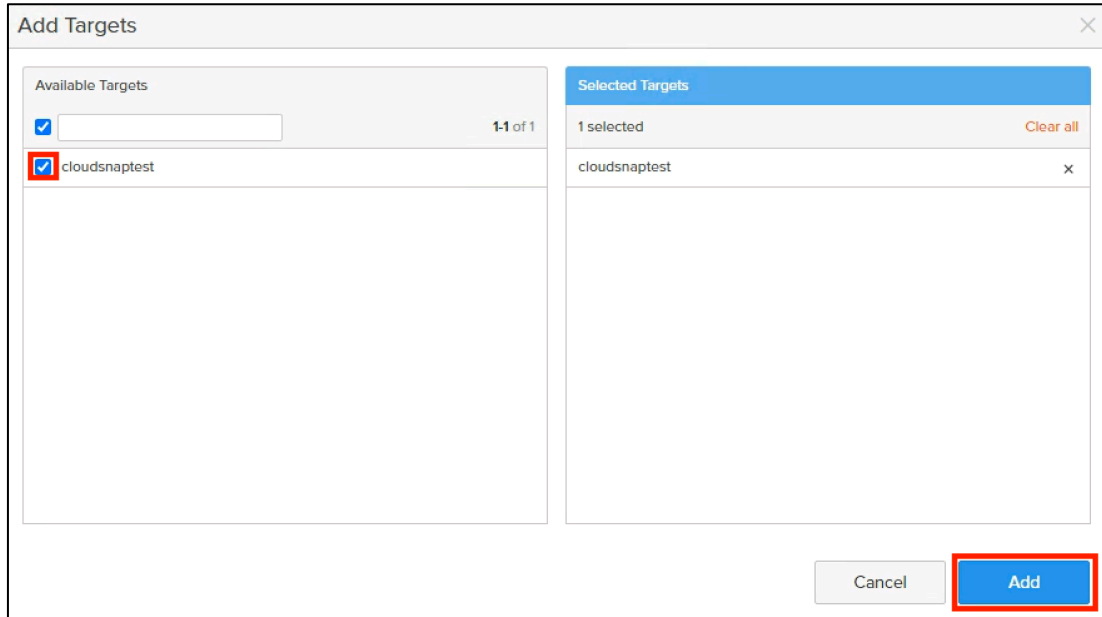 Add Targets
Available Targets
1-1 of 1
cloudsnaptest
Selected Targets
1 selected
Clear all
cloudsnaptest
Cancel
Add